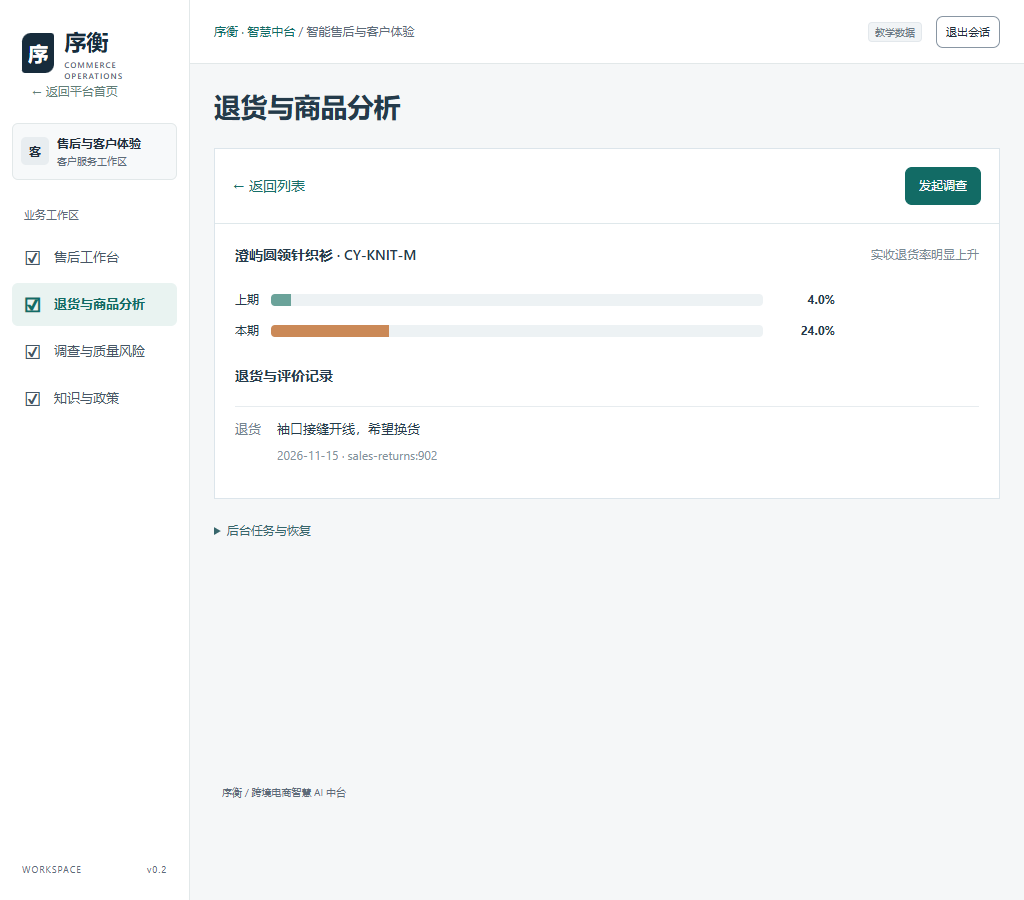 序
序衡
COMMERCE
OPERATIONS
← 返回平台首页
客
售后与客户体验
客户服务工作区
业务工作区
售后工作台
退货与商品分析
调查与质量风险
知识与政策
WORKSPACE
v0.2
序衡 · 智慧中台 / 智能售后与客户体验
教学数据
退出会话
退货与商品分析
← 返回列表
发起调查
澄屿圆领针织衫 · CY-KNIT-M
实收退货率明显上升
上期
4.0%
本期
24.0%
退货与评价记录
退货
袖口接缝开线，希望换货
2026-11-15 · sales-returns:902
后台任务与恢复
序衡 / 跨境电商智慧 AI 中台